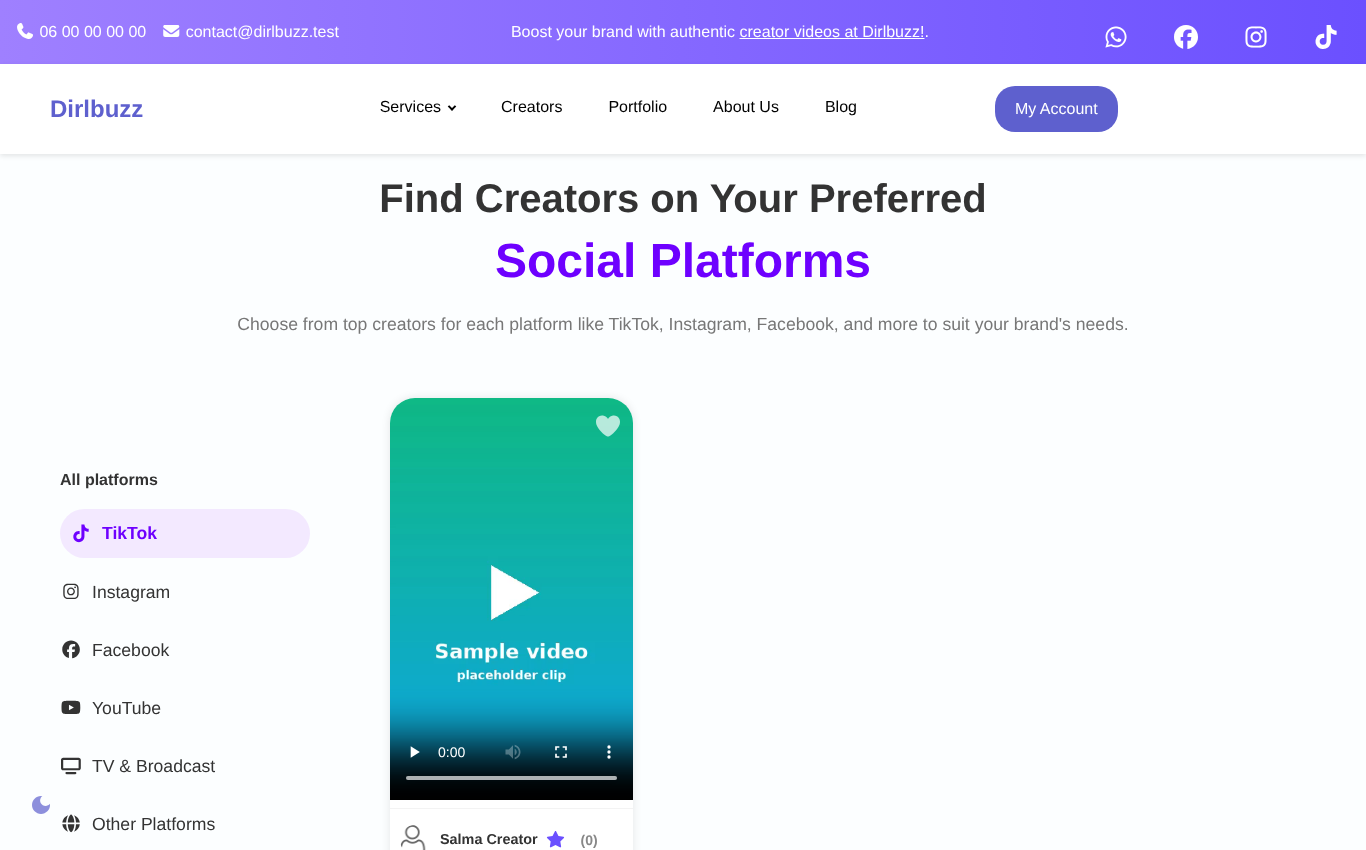 06 00 00 00 00 contact@dirlbuzz.test Boost your brand with authentic creator videos at Dirlbuzz!.
Dirlbuzz Services Creators Portfolio About Us Blog My Account
Find Creators on Your Preferred
Social Platforms
Choose from top creators for each platform like TikTok, Instagram, Facebook, and more to suit your brand's needs.
All platforms
TikTok
Instagram
Facebook
YouTube
TV & Broadcast
Other Platforms
Sample video
placeholder clip
0:00
Salma Creator (0)